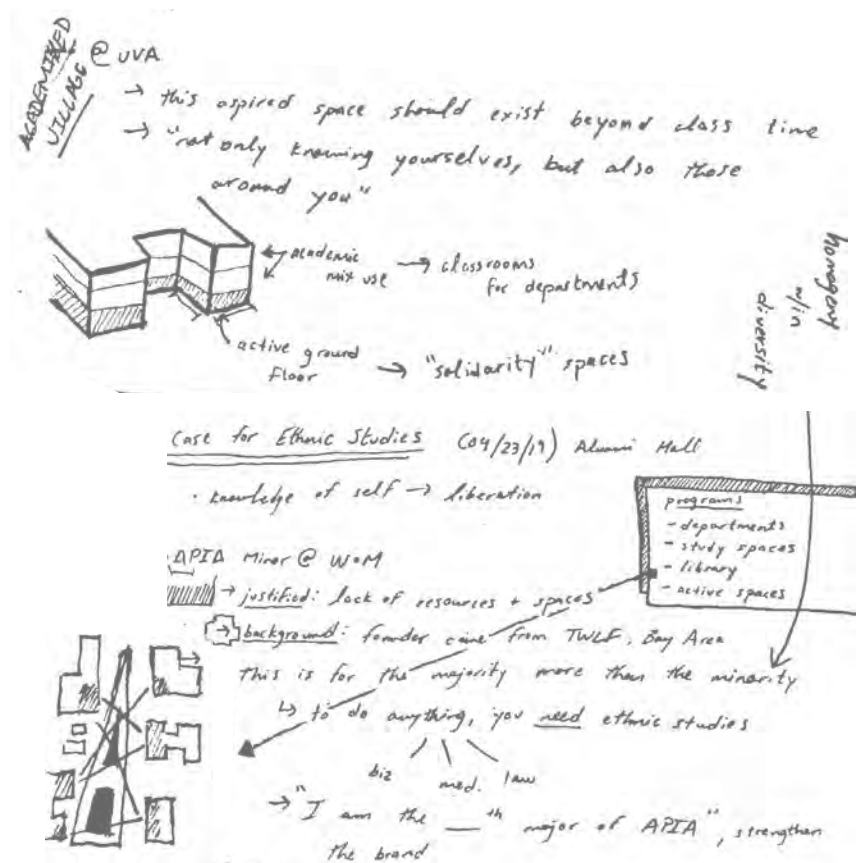 ACADEMIXED
VILLAGE
@ UVA
→ this aspired space should exist beyond class time
→ "not only knowing yourselves, but also those
around you"
academic
mix use → classrooms
for departments
active ground
floor → "solidarity" spaces
homogeny
w/in
diversity
Case for Ethnic Studies (04/23/19) Alumni Hall
· knowledge of self → liberation
programs
- departments
- study spaces
- library
- active spaces
APIA Minor @ W&M
→ justified: lack of resources + spaces
→ background: founder came from TWLF, Bay Area
this is for the majority more than the minority
↳ to do anything, you need ethnic studies
biz med. law
→ "I am the ___th major of APIA", strengthen
the brand